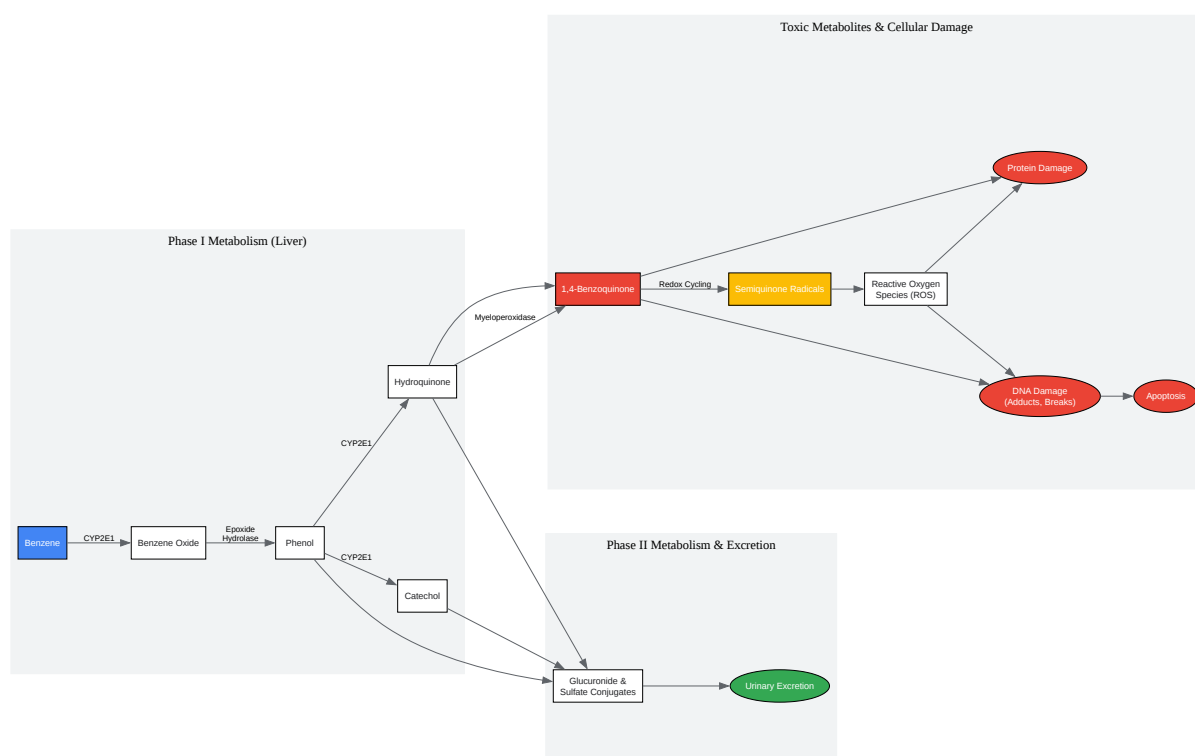 Toxic Metabolites & Cellular Damage
Protein Damage
Phase I Metabolism (Liver)
1,4-Benzoquinone
Redox Cycling
Semiquinone Radicals
Reactive Oxygen
Species (ROS)
Myeloperoxidase
Hydroquinone
DNA Damage
(Adducts, Breaks)
Apoptosis
CYP2E1
Benzene
CYP2E1
Benzene Oxide
Epoxide
Hydrolase
Phenol
CYP2E1
Catechol
Phase II Metabolism & Excretion
Glucuronide &
Sulfate Conjugates
Urinary Excretion